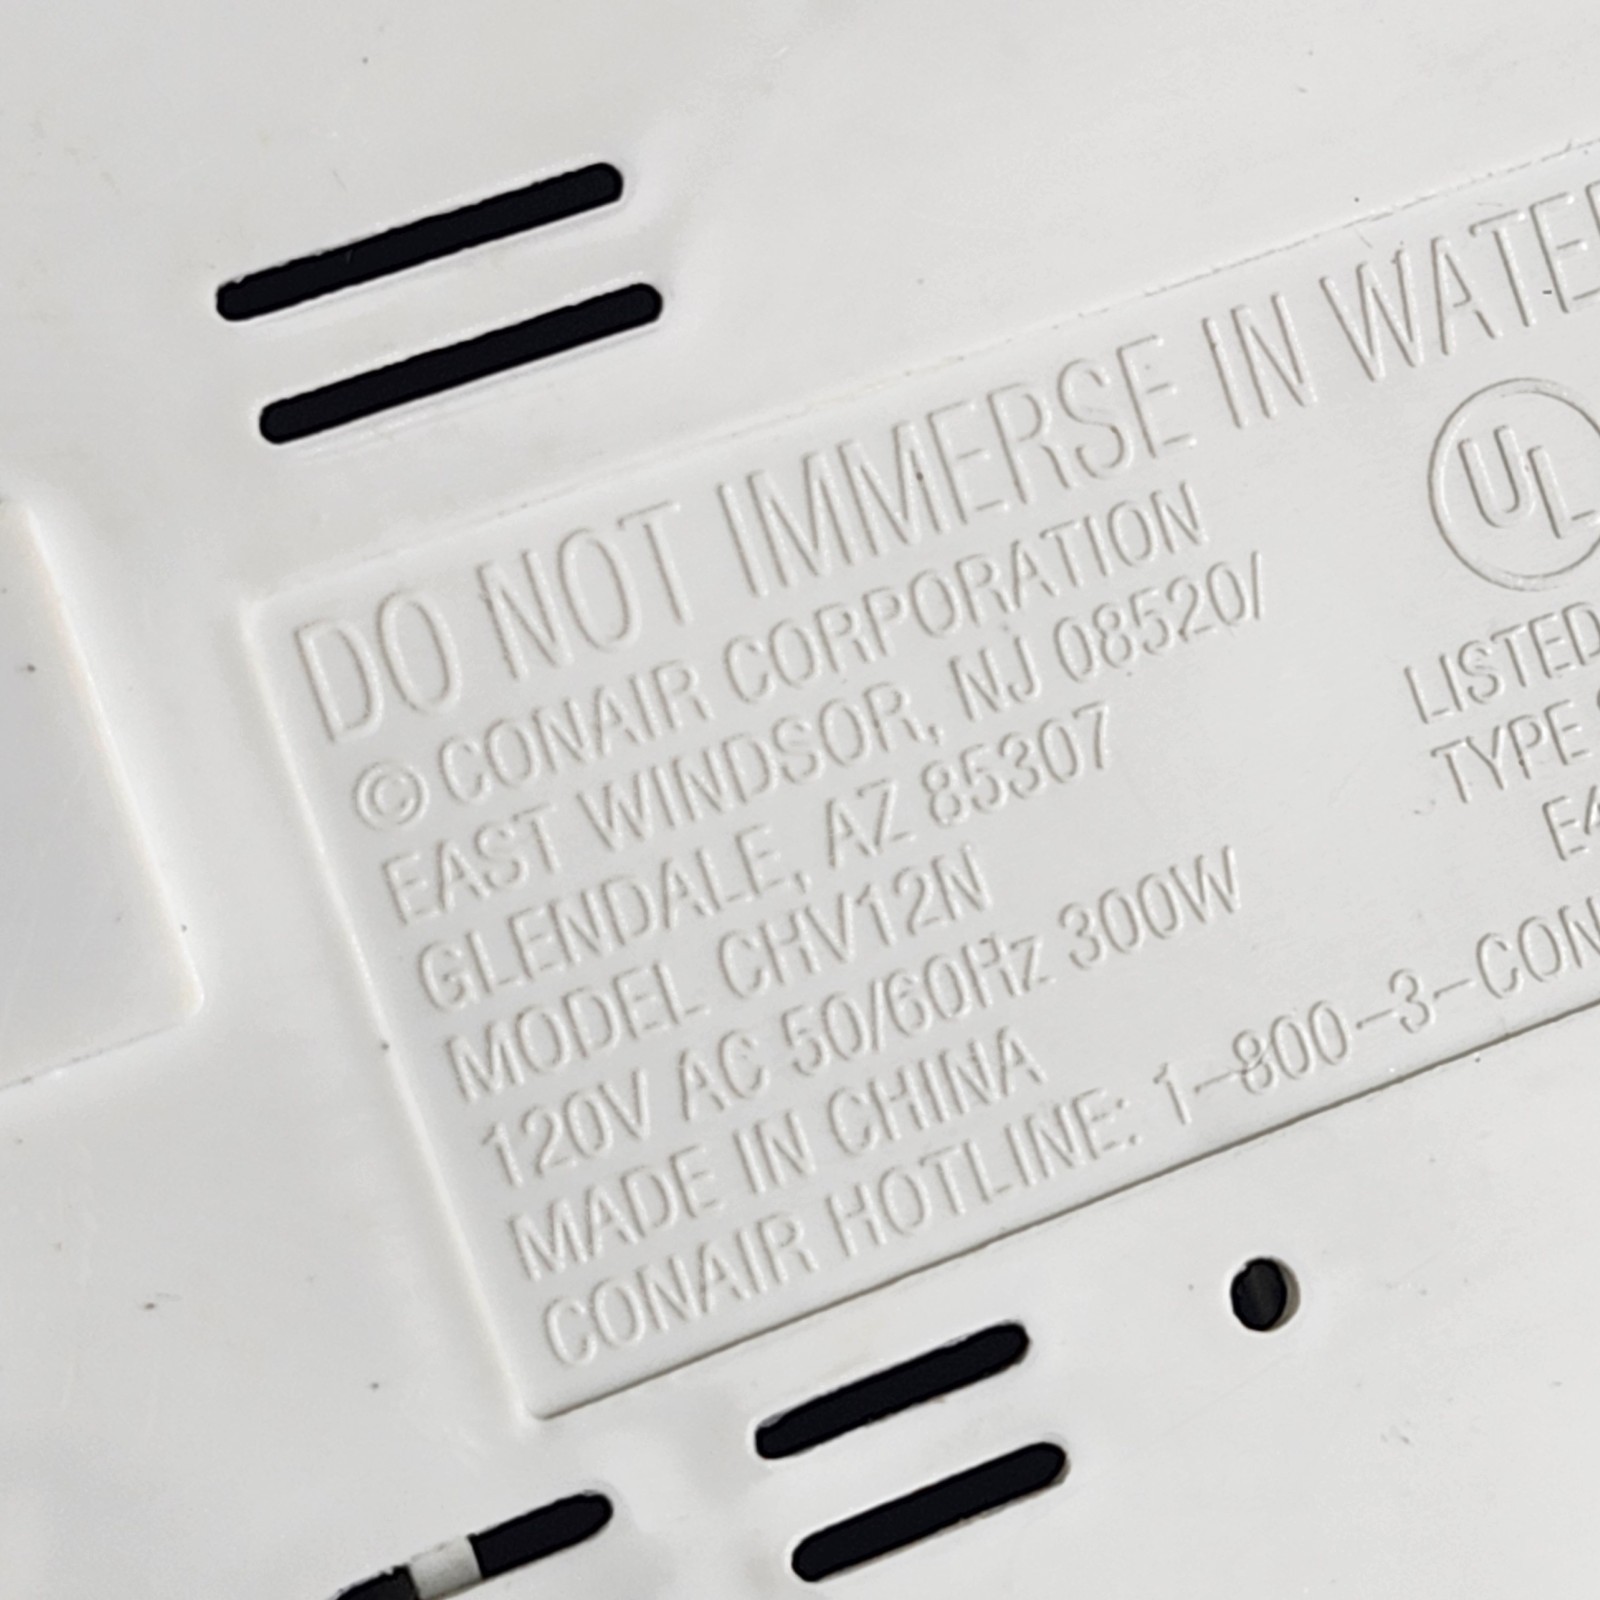 DO NOT IMMERSE IN WATE
© CONAIR CORPORATION
EAST WINDSOR, NJ 08520/
GLENDALE, AZ 85307
MODEL CHV12N
120V AC 50/60Hz 300W
MADE IN CHINA
CONAIR HOTLINE: 1-800-3-CON
UL
LISTED
TYPE
E4